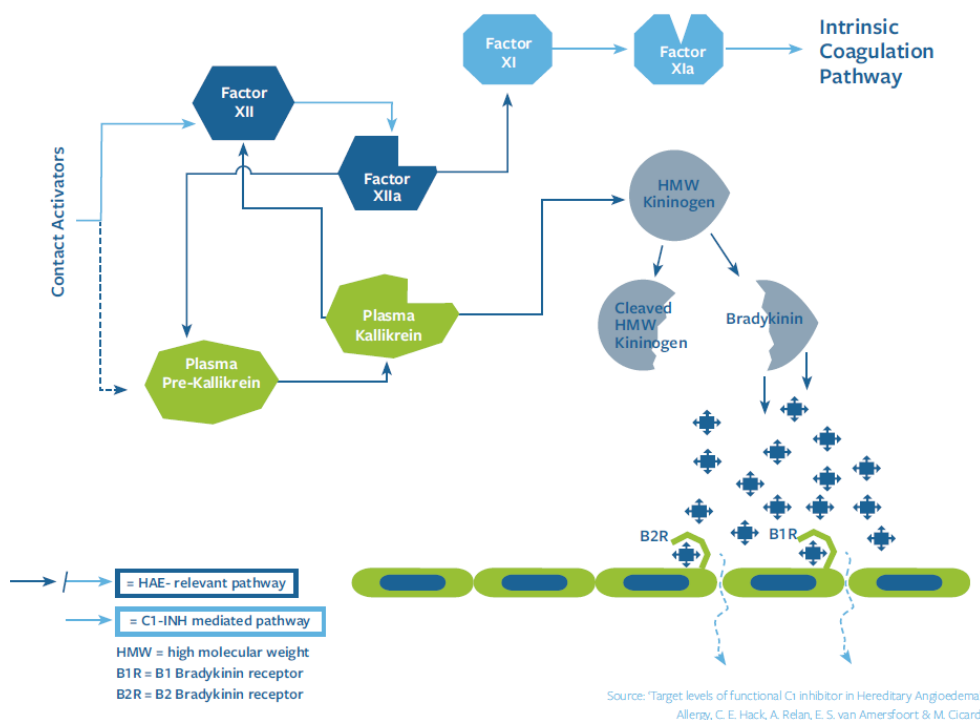 Factor
XI
Factor
XIa
Intrinsic
Coagulation
Pathway
Factor
XII
Factor
XIIa
Contact Activators
HMW
Kininogen
Plasma
Kallikrein
Cleaved
HMW
Kininogen
Bradykinin
Plasma
Pre-Kallikrein
B2R
B1R
= HAE- relevant pathway
= C1-INH mediated pathway
HMW = high molecular weight
B1R = B1 Bradykinin receptor
B2R = B2 Bradykinin receptor
Source: 'Target levels of functional C1 inhibitor in Hereditary Angioedema
Allergy, C. E. Hack, A. Relan, E. S. van Amersfoort & M. Cicard